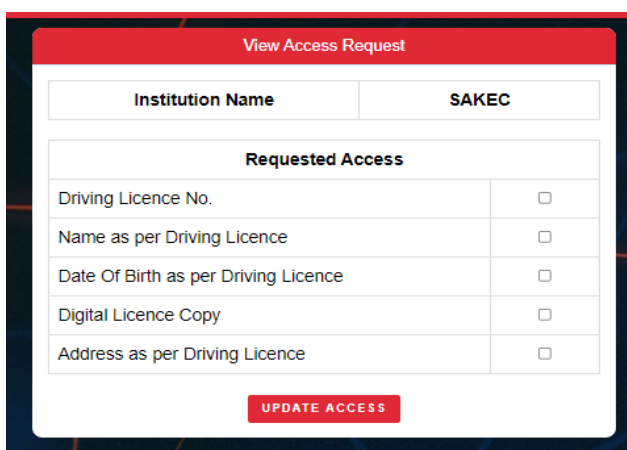 View Access Request
Institution Name SAKEC
Requested Access
Driving Licence No.
Name as per Driving Licence
Date Of Birth as per Driving Licence
Digital Licence Copy
Address as per Driving Licence
UPDATE ACCESS